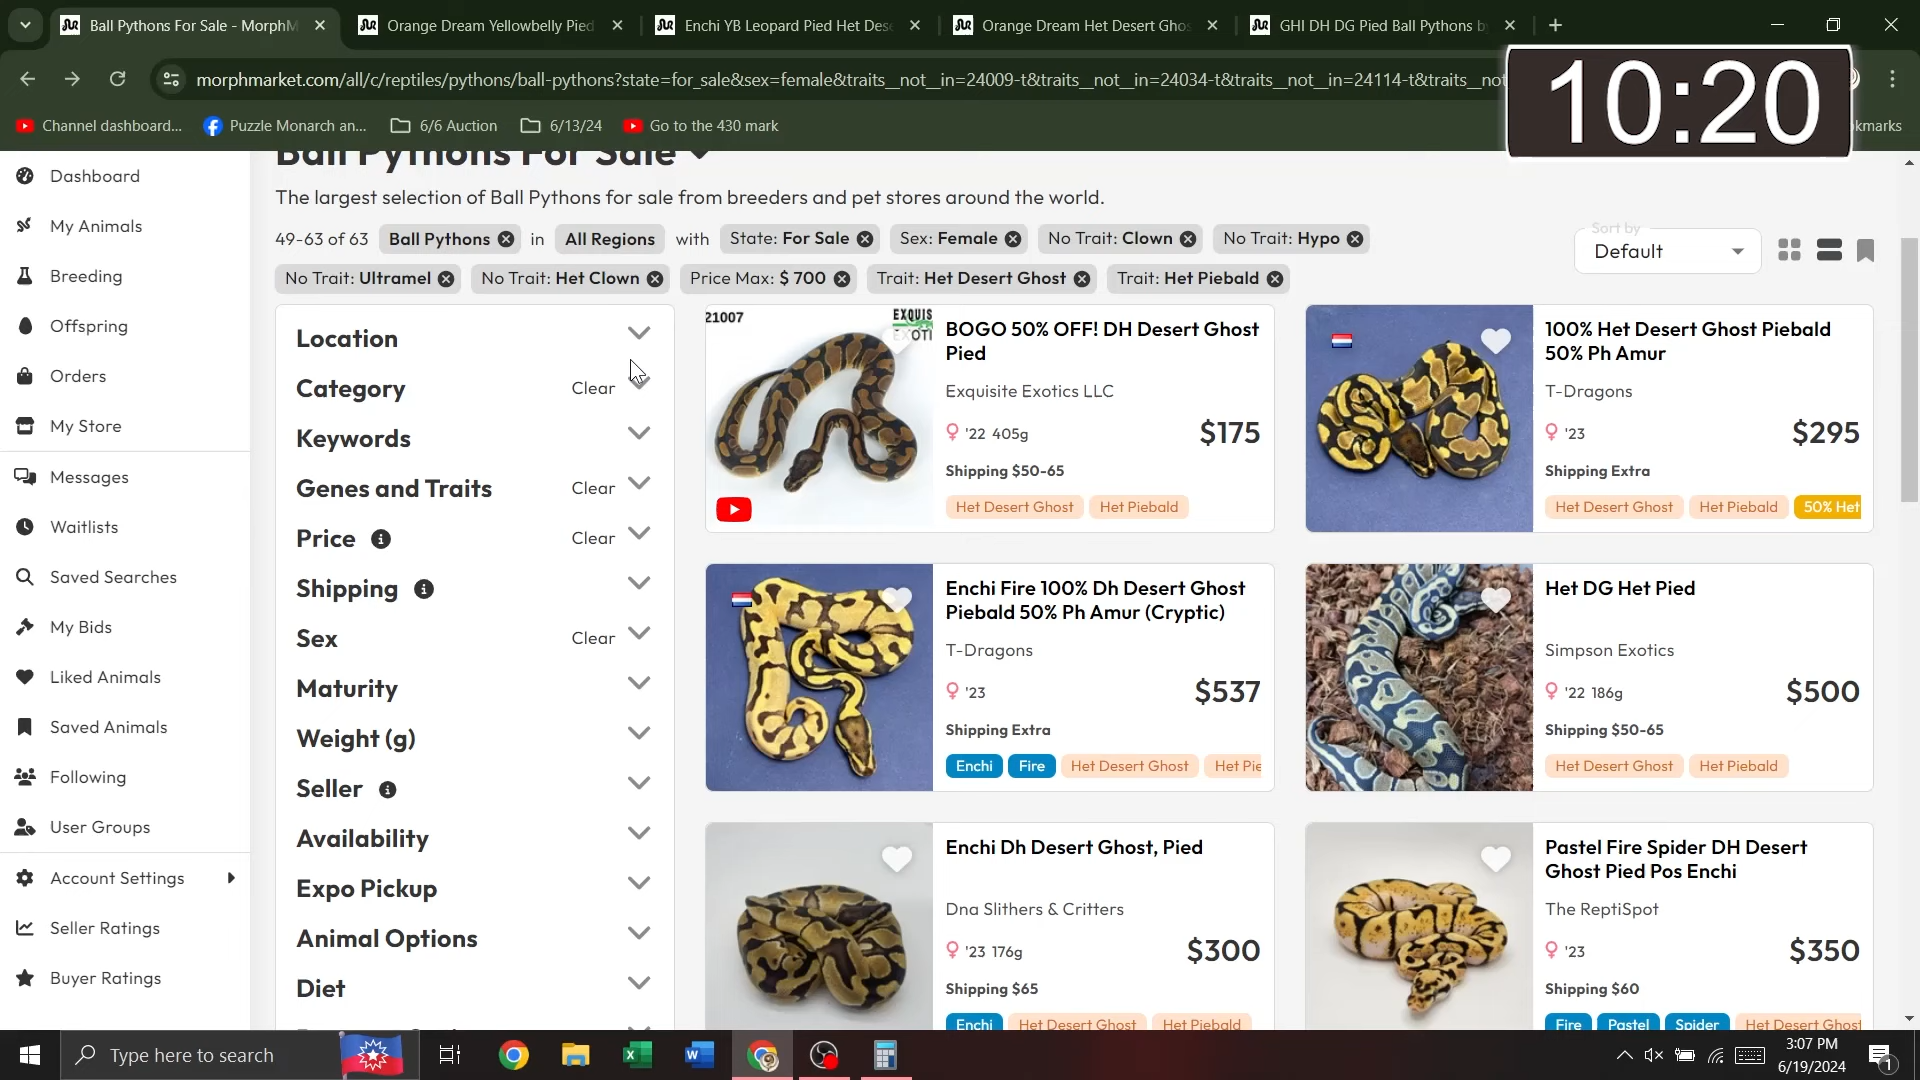 Ball Pythons For Sale - MorphM
Orange Dream Yellowbelly Pied
Enchi YB Leopard Pied Het Des
Orange Dream Het Desert Ghos
GHI DH DG Pied Ball Pythons b
morphmarket.com/all/c/reptiles/pythons/ball-pythons?state=for_sale&sex=female&traits__not_in=24009-t&traits__not_in=24034-t&traits__not_in=24114-t&traits__not
10:20
Channel dashboard...
Puzzle Monarch an...
6/6 Auction
6/13/24
Go to the 430 mark
kmarks
Ball Pythons For Sale
The largest selection of Ball Pythons for sale from breeders and pet stores around the world.
49-63 of 63 Ball Pythons in All Regions with State: For Sale Sex: Female No Trait: Clown No Trait: Hypo
No Trait: Ultramel No Trait: Het Clown Price Max: $ 700 Trait: Het Desert Ghost Trait: Het Piebald
Sort by
Default
Dashboard
My Animals
Breeding
Offspring
Orders
My Store
Messages
Waitlists
Saved Searches
My Bids
Liked Animals
Saved Animals
Following
User Groups
Account Settings
Seller Ratings
Buyer Ratings
Location
Category Clear
Keywords
Genes and Traits Clear
Price Clear
Shipping
Sex Clear
Maturity
Weight (g)
Seller
Availability
Expo Pickup
Animal Options
Diet
21007
EXQUIS
EXOTI
BOGO 50% OFF! DH Desert Ghost
Pied
Exquisite Exotics LLC
'22 405g $175
Shipping $50-65
Het Desert Ghost Het Piebald
100% Het Desert Ghost Piebald
50% Ph Amur
T-Dragons
'23 $295
Shipping Extra
Het Desert Ghost Het Piebald 50% Het
Enchi Fire 100% Dh Desert Ghost
Piebald 50% Ph Amur (Cryptic)
T-Dragons
'23 $537
Shipping Extra
Enchi Fire Het Desert Ghost Het Pie
Het DG Het Pied
Simpson Exotics
'22 186g $500
Shipping $50-65
Het Desert Ghost Het Piebald
Enchi Dh Desert Ghost, Pied
Dna Slithers & Critters
'23 176g $300
Shipping $65
Enchi Het Desert Ghost Het Piebald
Pastel Fire Spider DH Desert
Ghost Pied Pos Enchi
The ReptiSpot
'23 $350
Shipping $60
Fire Pastel Spider Het Desert Ghost
Type here to search
3:07 PM
6/19/2024
1